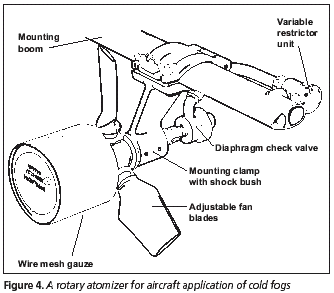 Mounting
boom
Variable
restrictor
unit
Diaphragm check valve
Mounting clamp
with shock bush
Adjustable fan
blades
Wire mesh gauze
Figure 4. A rotary atomizer for aircraft application of cold fogs